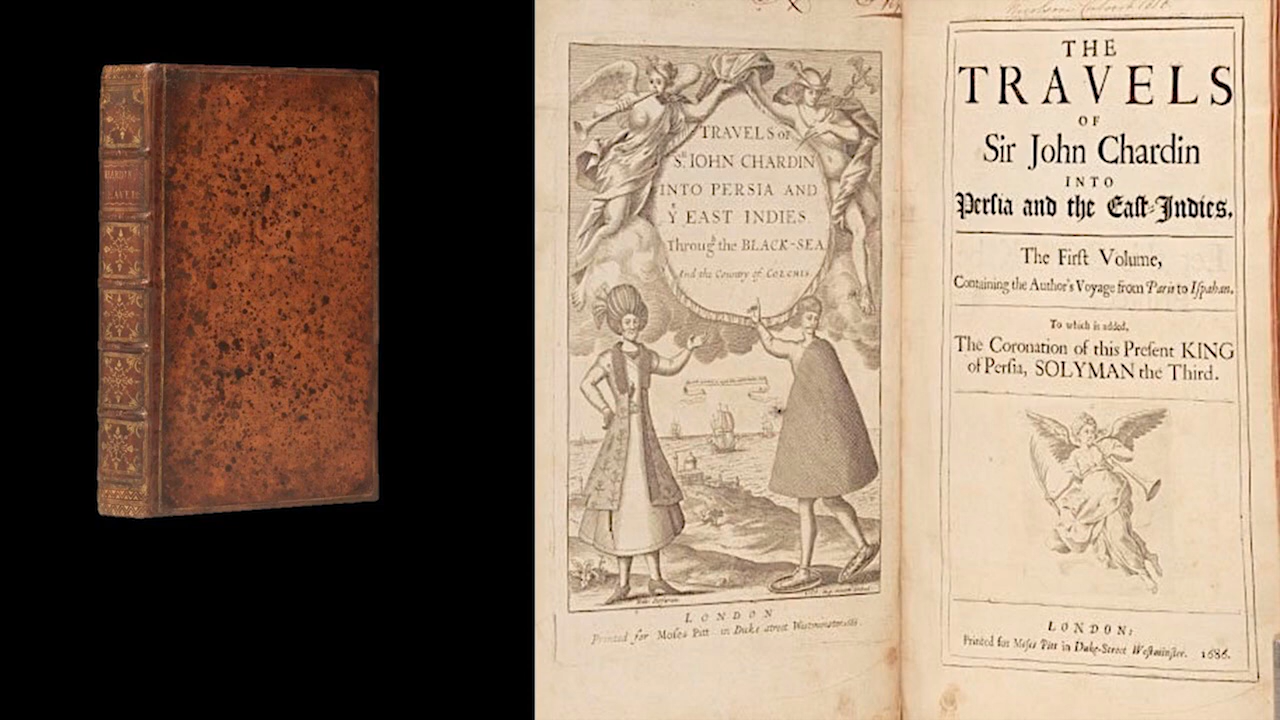 TRAVELS of
Sr. IOHN CHARDIN
INTO PERSIA AND
Ye EAST INDIES.
Through the BLACK-SEA
And the Country of COLCHIS.
LONDON
Printed for Moses Pitt in Duke street Westminster
THE
TRAVELS
OF
Sir John Chardin
INTO
Perſia and the Eaſt-Indies.
The Firſt Volume,
Containing the Author's Voyage from Paris to Iſpahan.
To which is added,
The Coronation of this Preſent KING
of Perſia, SOLYMAN the Third.
LONDON:
Printed for Moſes Pitt in Duke-Street Weſtminſter. 1686.